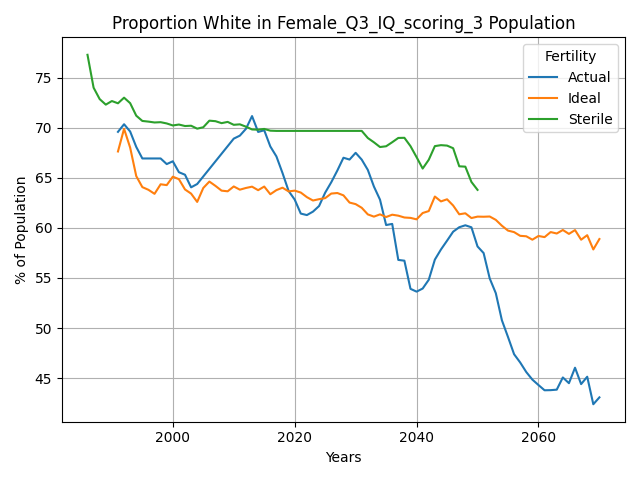 Proportion White in Female_Q3_IQ_scoring_3 Population
Fertility
Actual
Ideal
Sterile
% of Population
75
70
65
60
55
50
45
2000
2020
2040
2060
Years